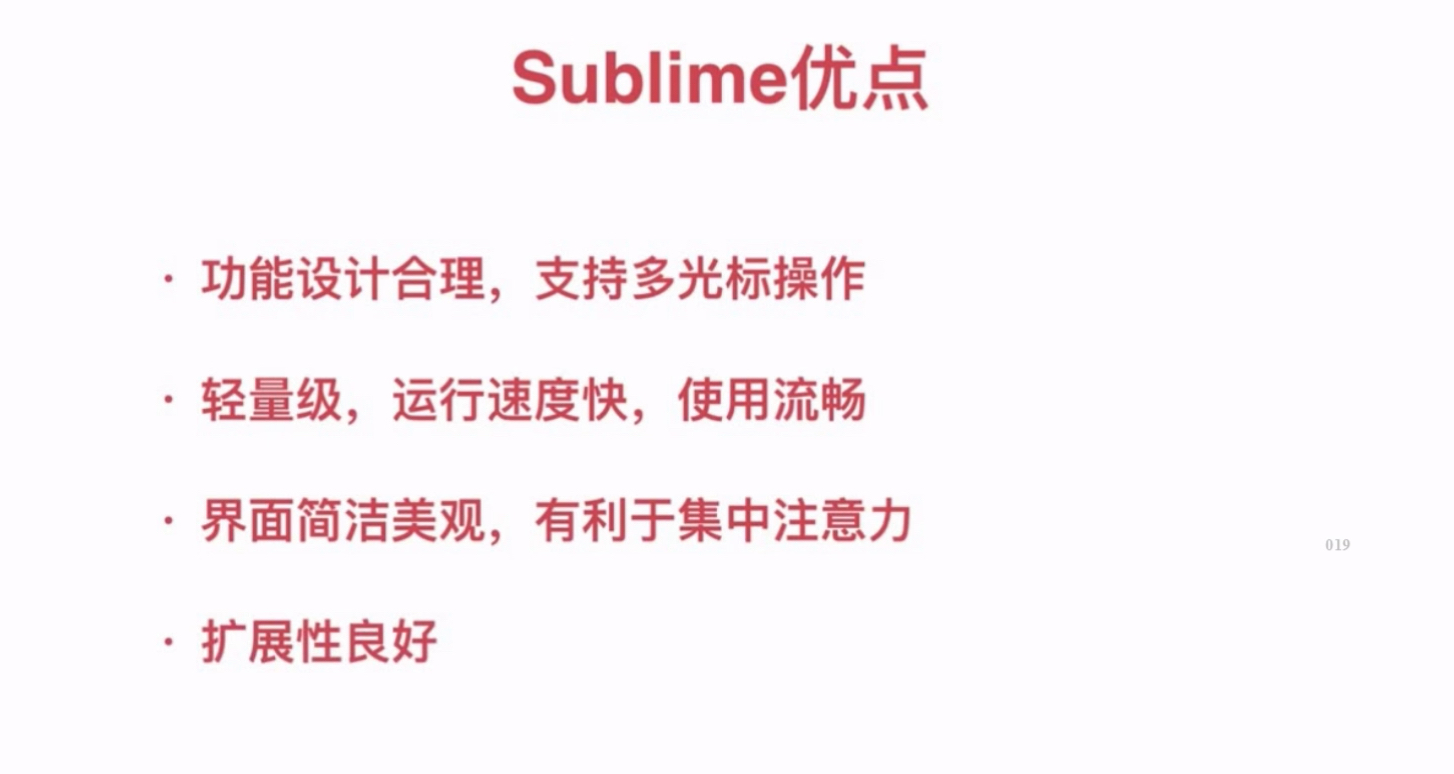 Sublime优点
· 功能设计合理，支持多光标操作
· 轻量级，运行速度快，使用流畅
· 界面简洁美观，有利于集中注意力
019
· 扩展性良好